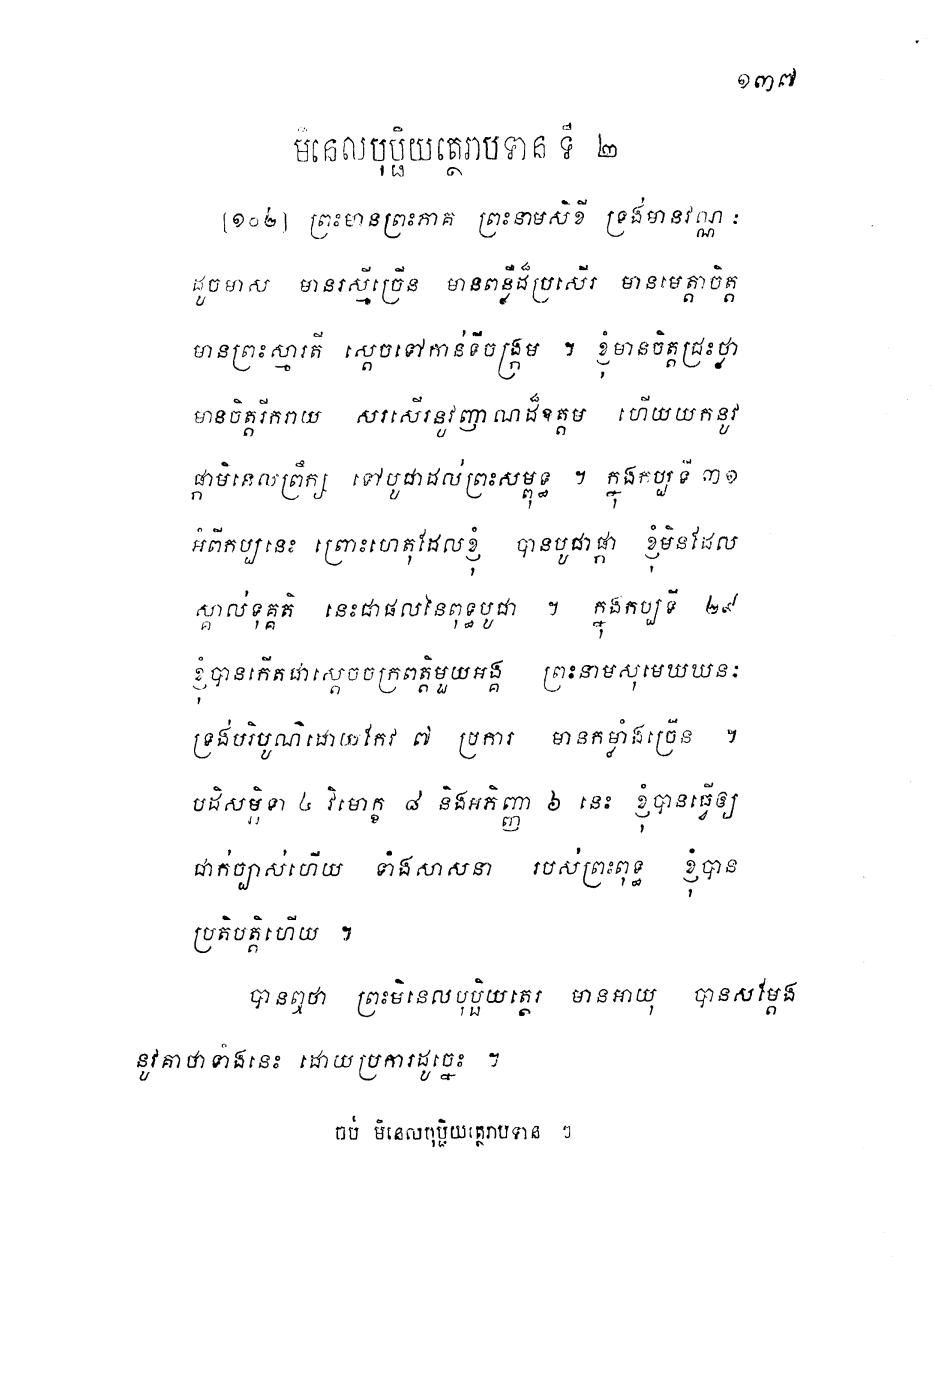 ១៣៧
មិនេលបុប្ផិយត្ថេរាបទាន ទី ២
[១០២] ព្រះមានព្រះភាគ ព្រះនាមសិខី ទ្រង់មានវណ្ណៈ
ដូចមាស មានរស្មីច្រើន មានពន្លឺដ៏ប្រសើរ មានមេត្តាចិត្ត
មានព្រះស្មារតី ស្តេចទៅកាន់ទីចង្ក្រម ។ ខ្ញុំមានចិត្តជ្រះថ្លា
មានចិត្តរីករាយ សរសើរនូវញាណដ៏ឧត្តម ហើយយកនូវ
ផ្កាមិនេលព្រឹក្ស ទៅបូជាដល់ព្រះសម្ពុទ្ធ ។ ក្នុងកប្បទី ៣១
អំពីកប្បនេះ ព្រោះហេតុដែលខ្ញុំ បានបូជាផ្កា ខ្ញុំមិនដែល
ស្គាល់ទុគ្គតិ នេះជាផលនៃពុទ្ធបូជា ។ ក្នុងកប្បទី ២៩
ខ្ញុំបានកើតជាស្តេចចក្រពត្តិមួយអង្គ ព្រះនាមសុមេឃឃនៈ
ទ្រង់បរិបូណ៌ដោយកែវ ៧ ប្រការ មានកម្លាំងច្រើន ។
បដិសម្ភិទា ៤ វិមោក្ខ ៨ និងអភិញ្ញា ៦ នេះ ខ្ញុំបានធ្វើឲ្យ
ជាក់ច្បាស់ហើយ ទាំងសាសនា របស់ព្រះពុទ្ធ ខ្ញុំបាន
ប្រតិបត្តិហើយ ។
បានឮថា ព្រះមិនេលបុប្ផិយត្ថេរ មានអាយុ បានសម្តែង
នូវគាថាទាំងនេះ ដោយប្រការដូច្នេះ ។
ចប់ មិនេលបុប្ផិយត្ថេរាបទាន ។